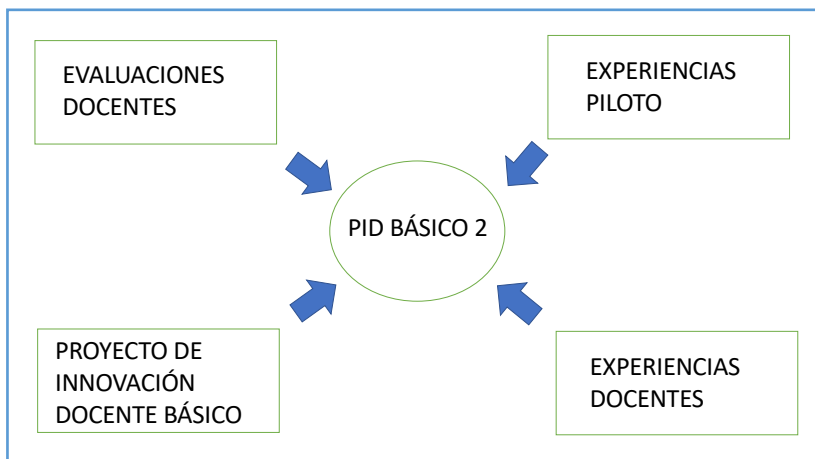 EVALUACIONES
DOCENTES
EXPERIENCIAS
PILOTO
PID BÁSICO 2
PROYECTO DE
INNOVACIÓN
DOCENTE BÁSICO
EXPERIENCIAS
DOCENTES